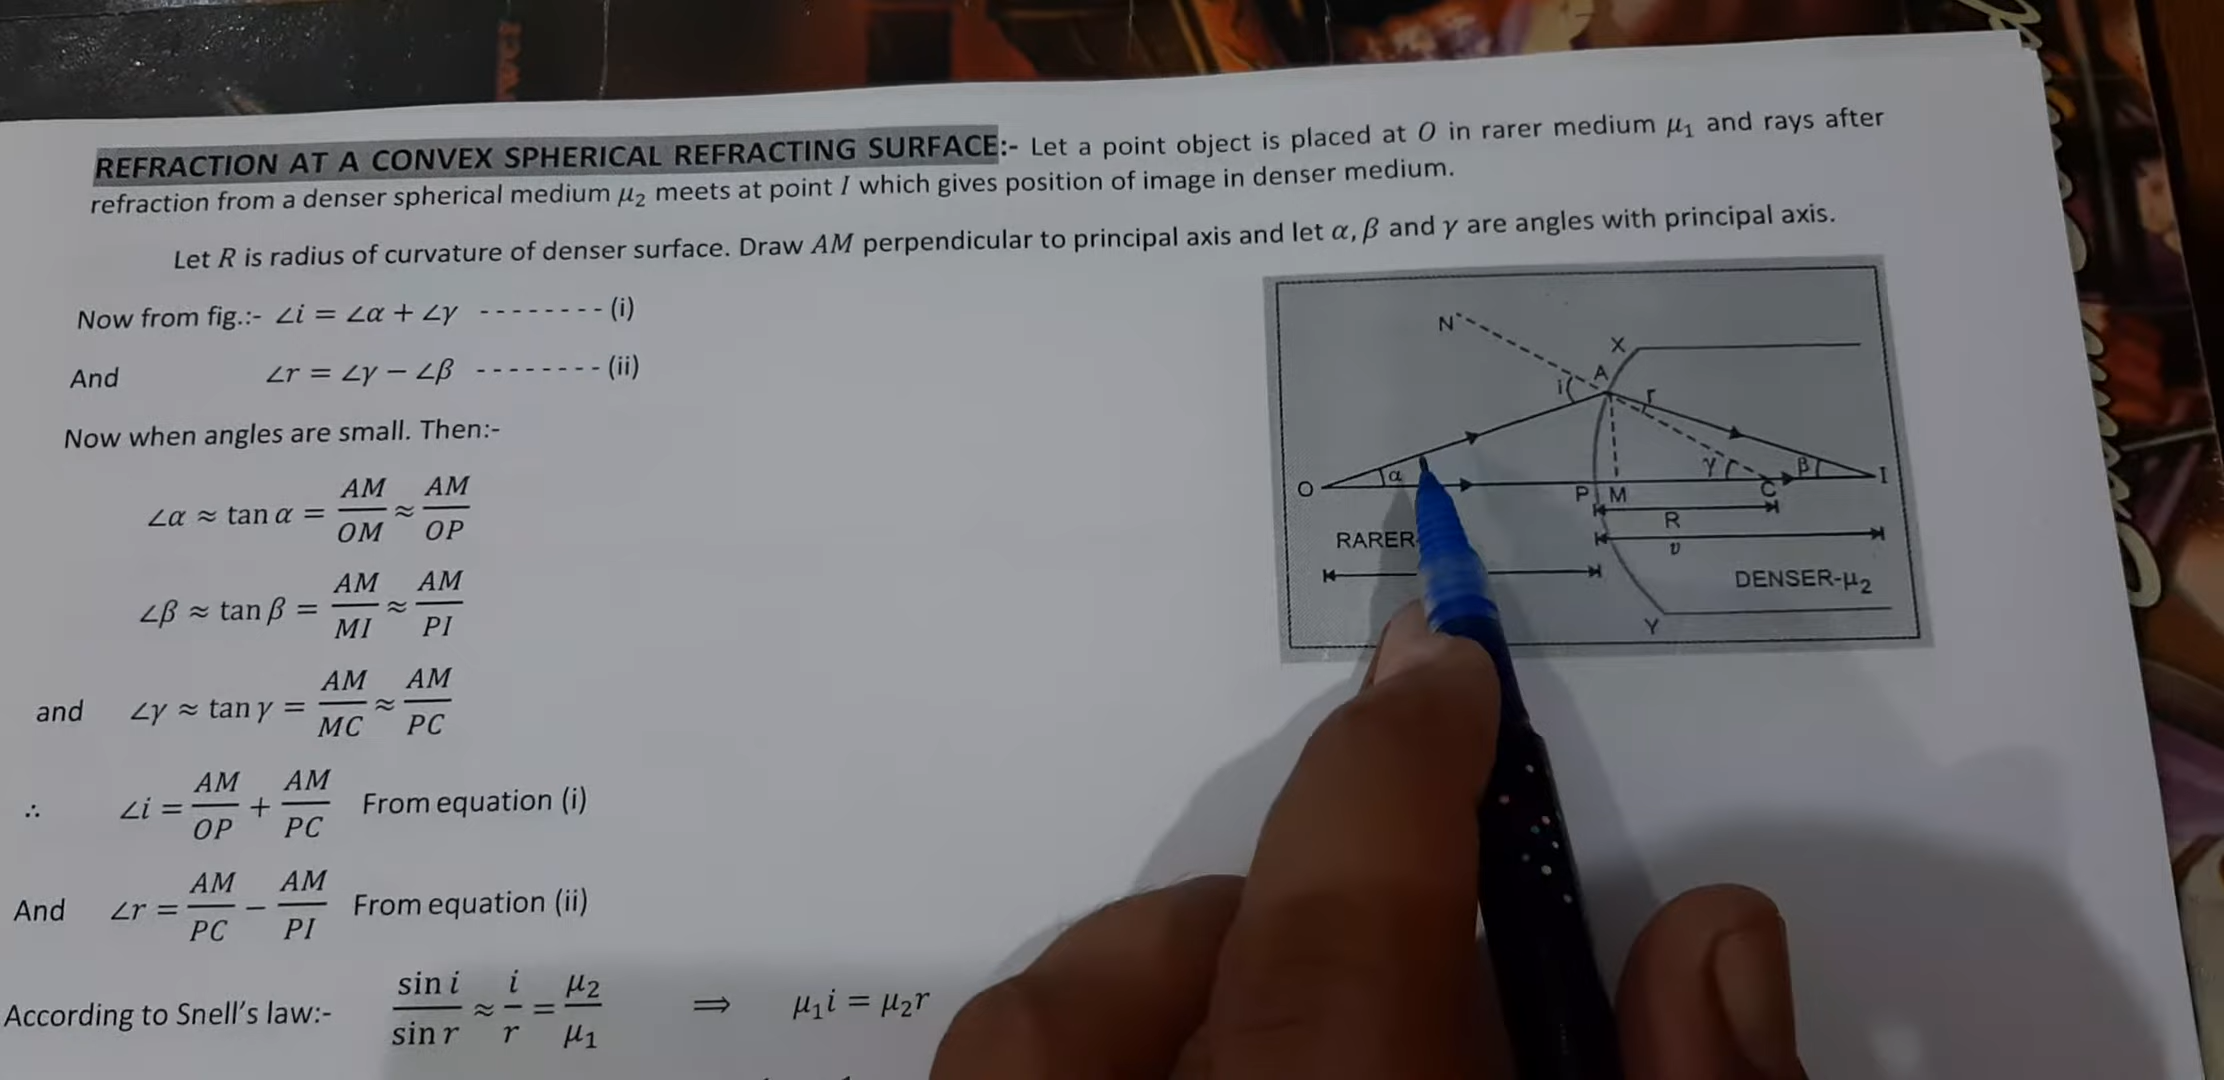 REFRACTION AT A CONVEX SPHERICAL REFRACTING SURFACE:- Let a point object is placed at O in rarer medium μ₁ and rays after
refraction from a denser spherical medium μ₂ meets at point I which gives position of image in denser medium.
Let R is radius of curvature of denser surface. Draw AM perpendicular to principal axis and let α, β and γ are angles with principal axis.
Now from fig.:- ∠i = ∠α + ∠γ -------- (i)
And ∠r = ∠γ − ∠β -------- (ii)
Now when angles are small. Then:-
∠α ≈ tan α = AM/OM ≈ AM/OP
∠β ≈ tan β = AM/MI ≈ AM/PI
and ∠γ ≈ tan γ = AM/MC ≈ AM/PC
∴ ∠i = AM/OP + AM/PC From equation (i)
And ∠r = AM/PC − AM/PI From equation (ii)
According to Snell's law:- sin i/sin r ≈ i/r = μ₂/μ₁ ⟹ μ₁i = μ₂r
N
X
A
i
r
α
γ
β
O
P M
C
I
R
RARER
υ
DENSER-μ₂
Y